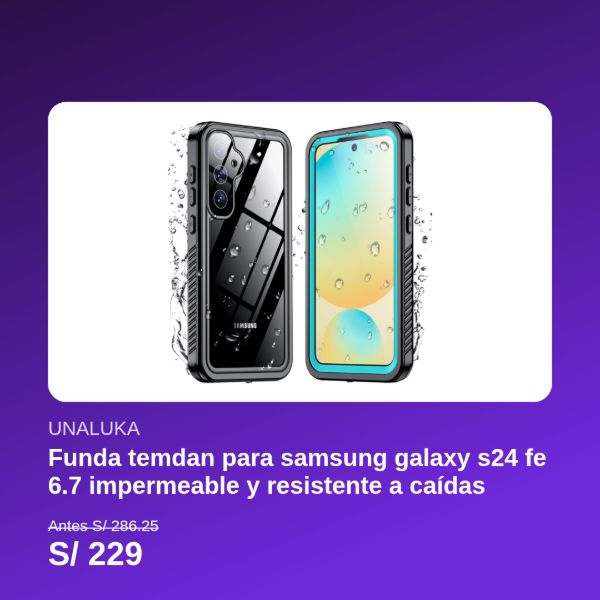 SAMSUNG
UNALUKA
Funda temdan para samsung galaxy s24 fe
6.7 impermeable y resistente a caídas
Antes S/ 286.25
S/ 229